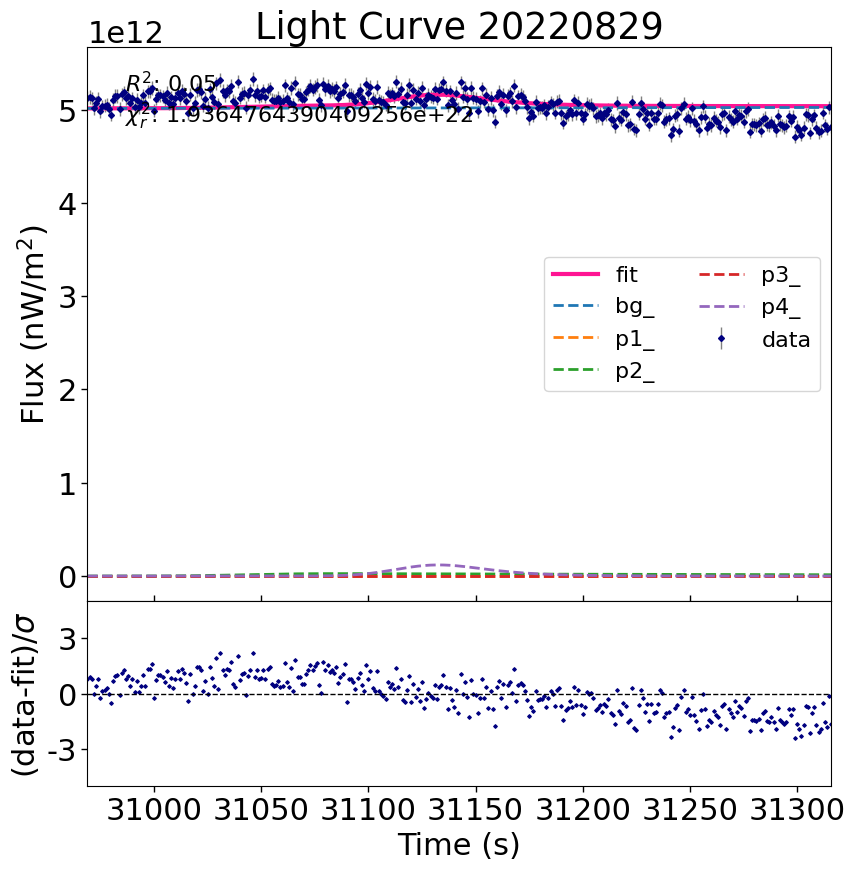 Light Curve 20220829
1e12
R²: 0.05
χ²ᵣ: 1.9364764390409256e+22
5
4
3
2
1
0
Flux (nW/m²)
fit
bg_
p1_
p2_
p3_
p4_
data
3
0
-3
(data-fit)/σ
31000 31050 31100 31150 31200 31250 31300
Time (s)